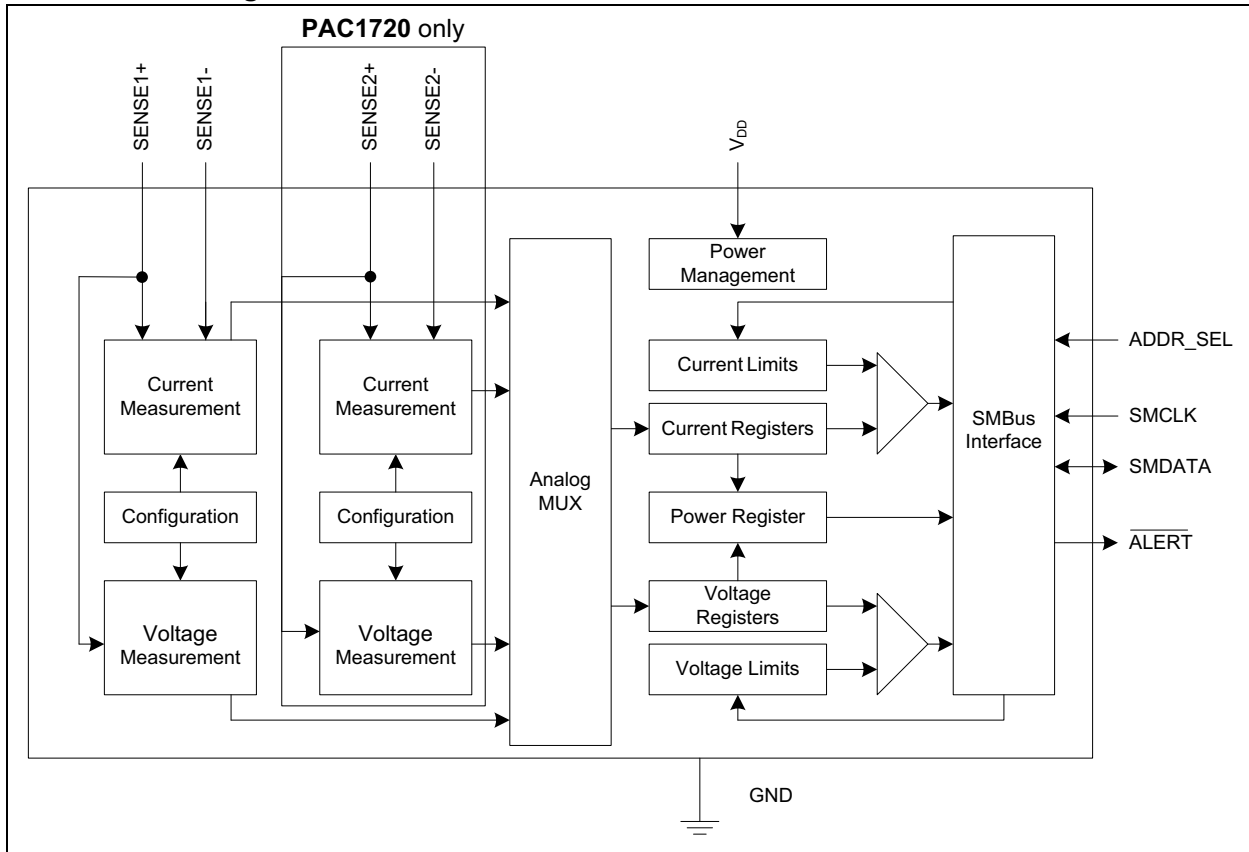 PAC1720 only
SENSE1+
SENSE1-
SENSE2+
SENSE2-
VDD
Power
Management
Current
Measurement
Current
Measurement
Configuration
Configuration
Voltage
Measurement
Voltage
Measurement
Analog
MUX
Current Limits
Current Registers
Power Register
Voltage
Registers
Voltage Limits
SMBus
Interface
ADDR_SEL
SMCLK
SMDATA
ALERT
GND